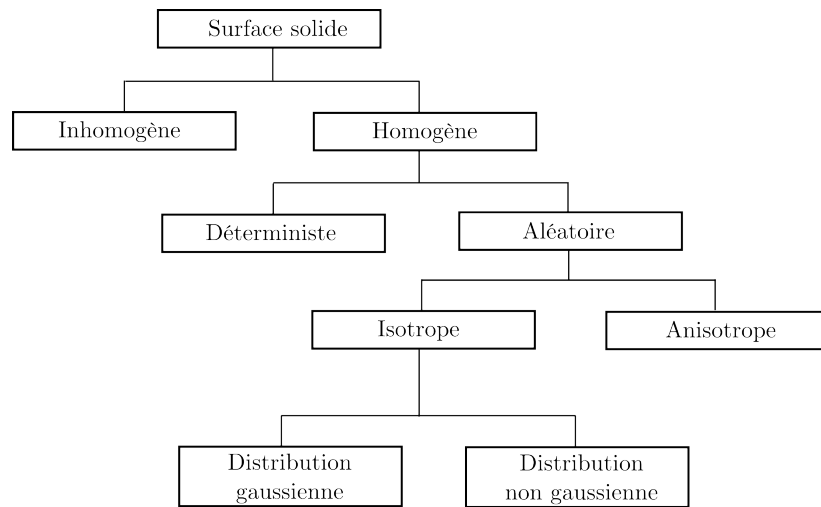 Surface solide
Inhomogène
Homogène
Déterministe
Aléatoire
Isotrope
Anisotrope
Distribution
gaussienne
Distribution
non gaussienne